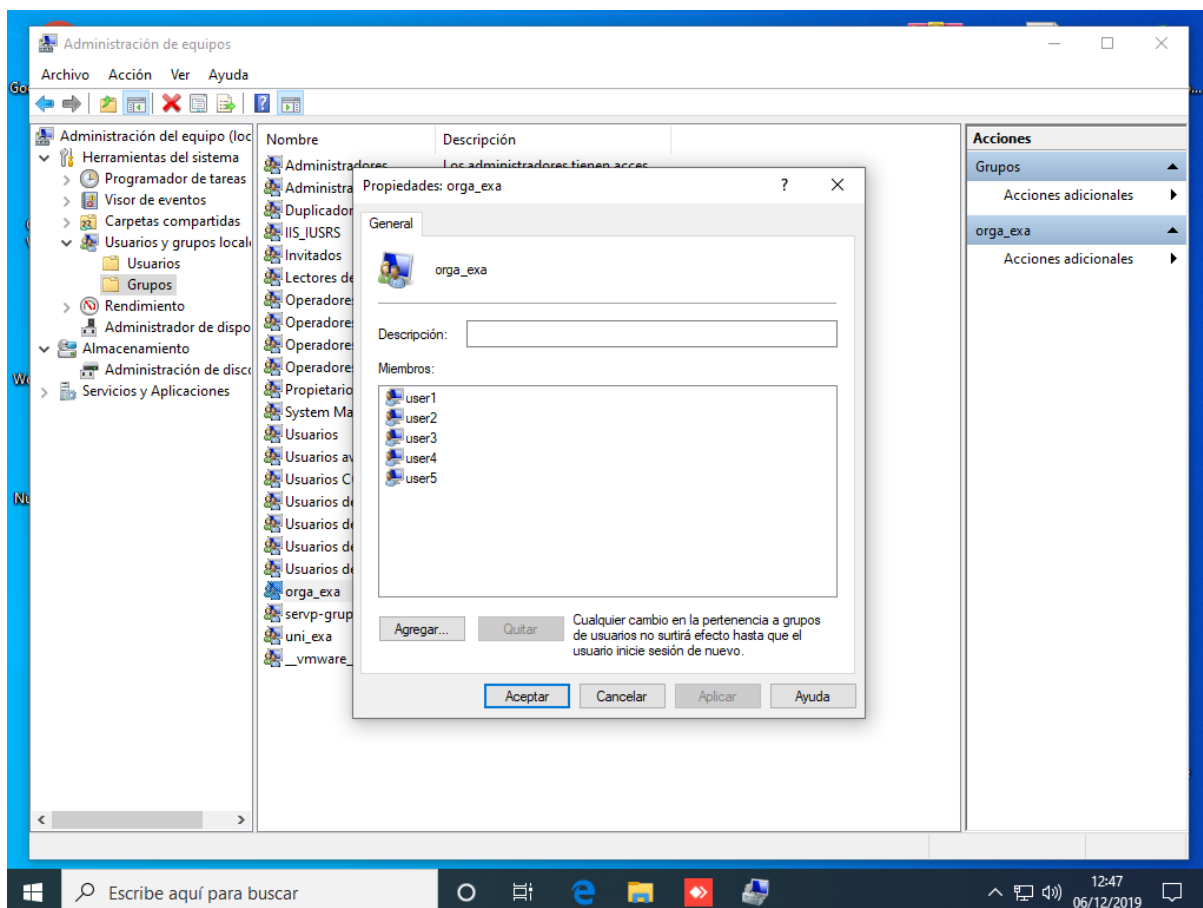 Administración de equipos
Archivo Acción Ver Ayuda
Administración del equipo (loc
Herramientas del sistema
Programador de tareas
Visor de eventos
Carpetas compartidas
Usuarios y grupos local
Usuarios
Grupos
Rendimiento
Administrador de dispo
Almacenamiento
Administración de disc
Servicios y Aplicaciones
Nombre Descripción
Administradores Los administradores tienen acces
Administra
Duplicador
IIS_IUSRS
Invitados
Lectores de
Operadore
Operadore
Operadore
Operadore
Propietario
System Ma
Usuarios
Usuarios av
Usuarios C
Usuarios de
Usuarios de
Usuarios de
Usuarios de
orga_exa
servp-grup
uni_exa
__vmware_
Propiedades: orga_exa
General
orga_exa
Descripción:
Miembros:
user1
user2
user3
user4
user5
Agregar... Quitar
Cualquier cambio en la pertenencia a grupos
de usuarios no surtirá efecto hasta que el
usuario inicie sesión de nuevo.
Aceptar Cancelar Aplicar Ayuda
Acciones
Grupos
Acciones adicionales
orga_exa
Acciones adicionales
Escribe aquí para buscar
12:47
06/12/2019